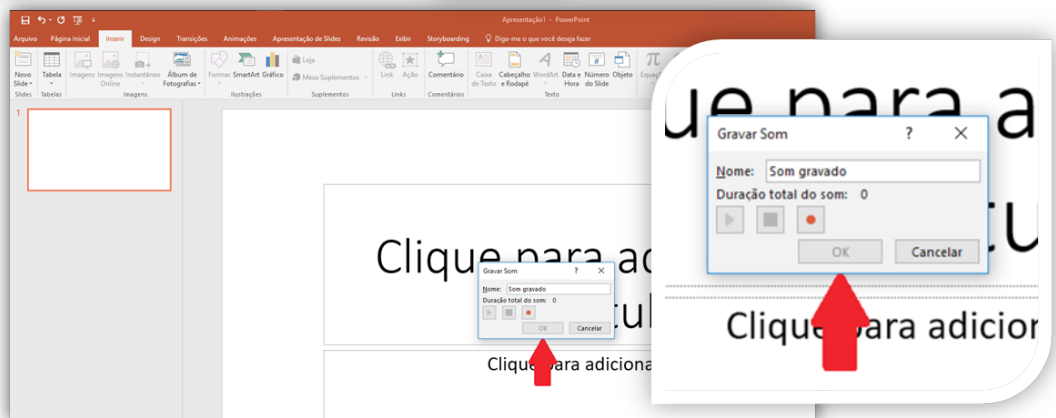 Apresentação1 - PowerPoint
Arquivo Página Inicial Inserir Design Transições Animações Apresentação de Slides Revisão Exibir Storyboarding Diga-me o que você deseja fazer
Novo Slide Tabela Imagens Imagens Online Instantâneo Álbum de Fotografias Formas SmartArt Gráfico Loja Meus Suplementos Link Ação Comentário Caixa de Texto Cabeçalho e Rodapé WordArt Data e Hora Número do Slide Objeto
Slides Tabelas Imagens Ilustrações Suplementos Links Comentários Texto
1
Clique para ad
tul
Gravar Som ?
Nome: Som gravado
Duração total do som: 0
OK Cancelar
Clique para adiciona
ue para a
Gravar Som ?
Nome: Som gravado
Duração total do som: 0
OK Cancelar
Clique para adicior